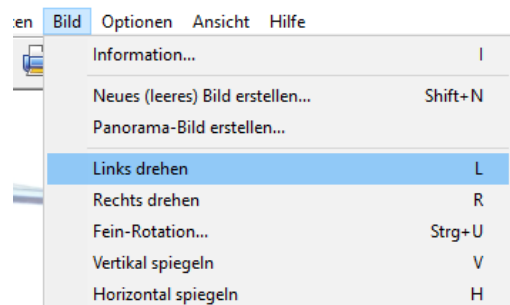 en Bild Optionen Ansicht Hilfe
Information... I
Neues (leeres) Bild erstellen... Shift+N
Panorama-Bild erstellen...
Links drehen L
Rechts drehen R
Fein-Rotation... Strg+U
Vertikal spiegeln V
Horizontal spiegeln H